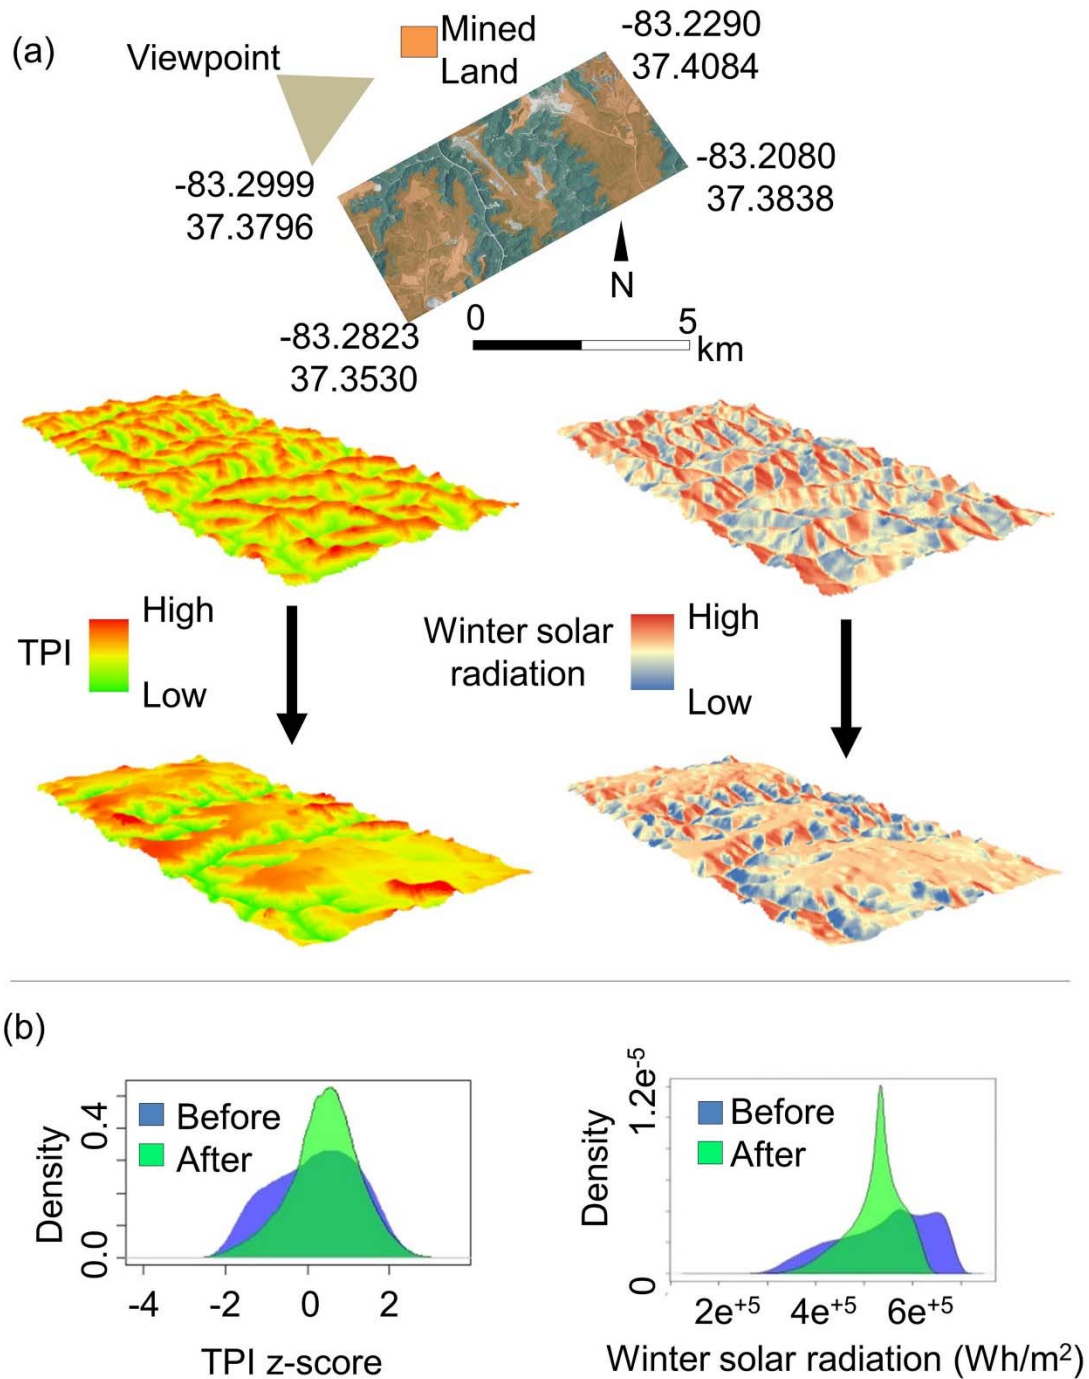 (a)
Viewpoint
Mined
Land
-83.2290
37.4084
-83.2999
37.3796
-83.2080
37.3838
N
-83.2823
37.3530
0
5
km
TPI
High
Low
Winter solar
radiation
High
Low
(b)
Density
0.0
0.4
Before
After
-4
-2
0
2
TPI z-score
Density
0
1.2e-5
Before
After
2e+5
4e+5
6e+5
Winter solar radiation (Wh/m²)